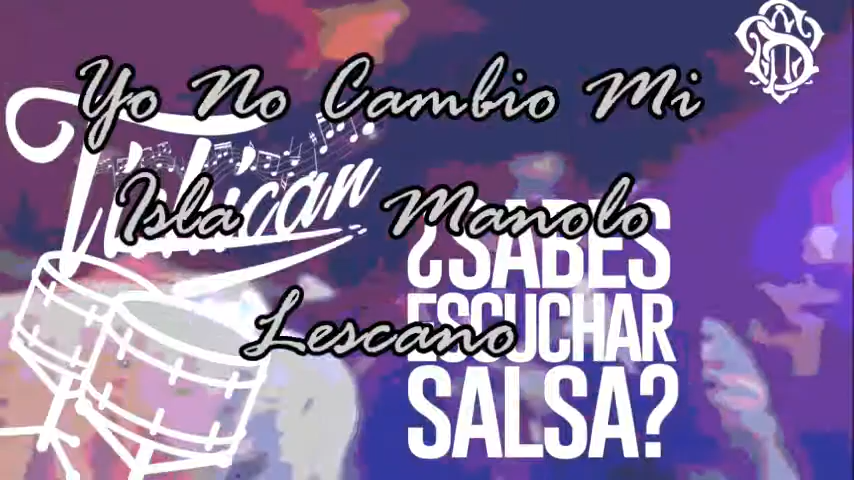 Yo No Cambio Mi
Isla Manolo
Lescano
¿SABES
ESCUCHAR
SALSA?